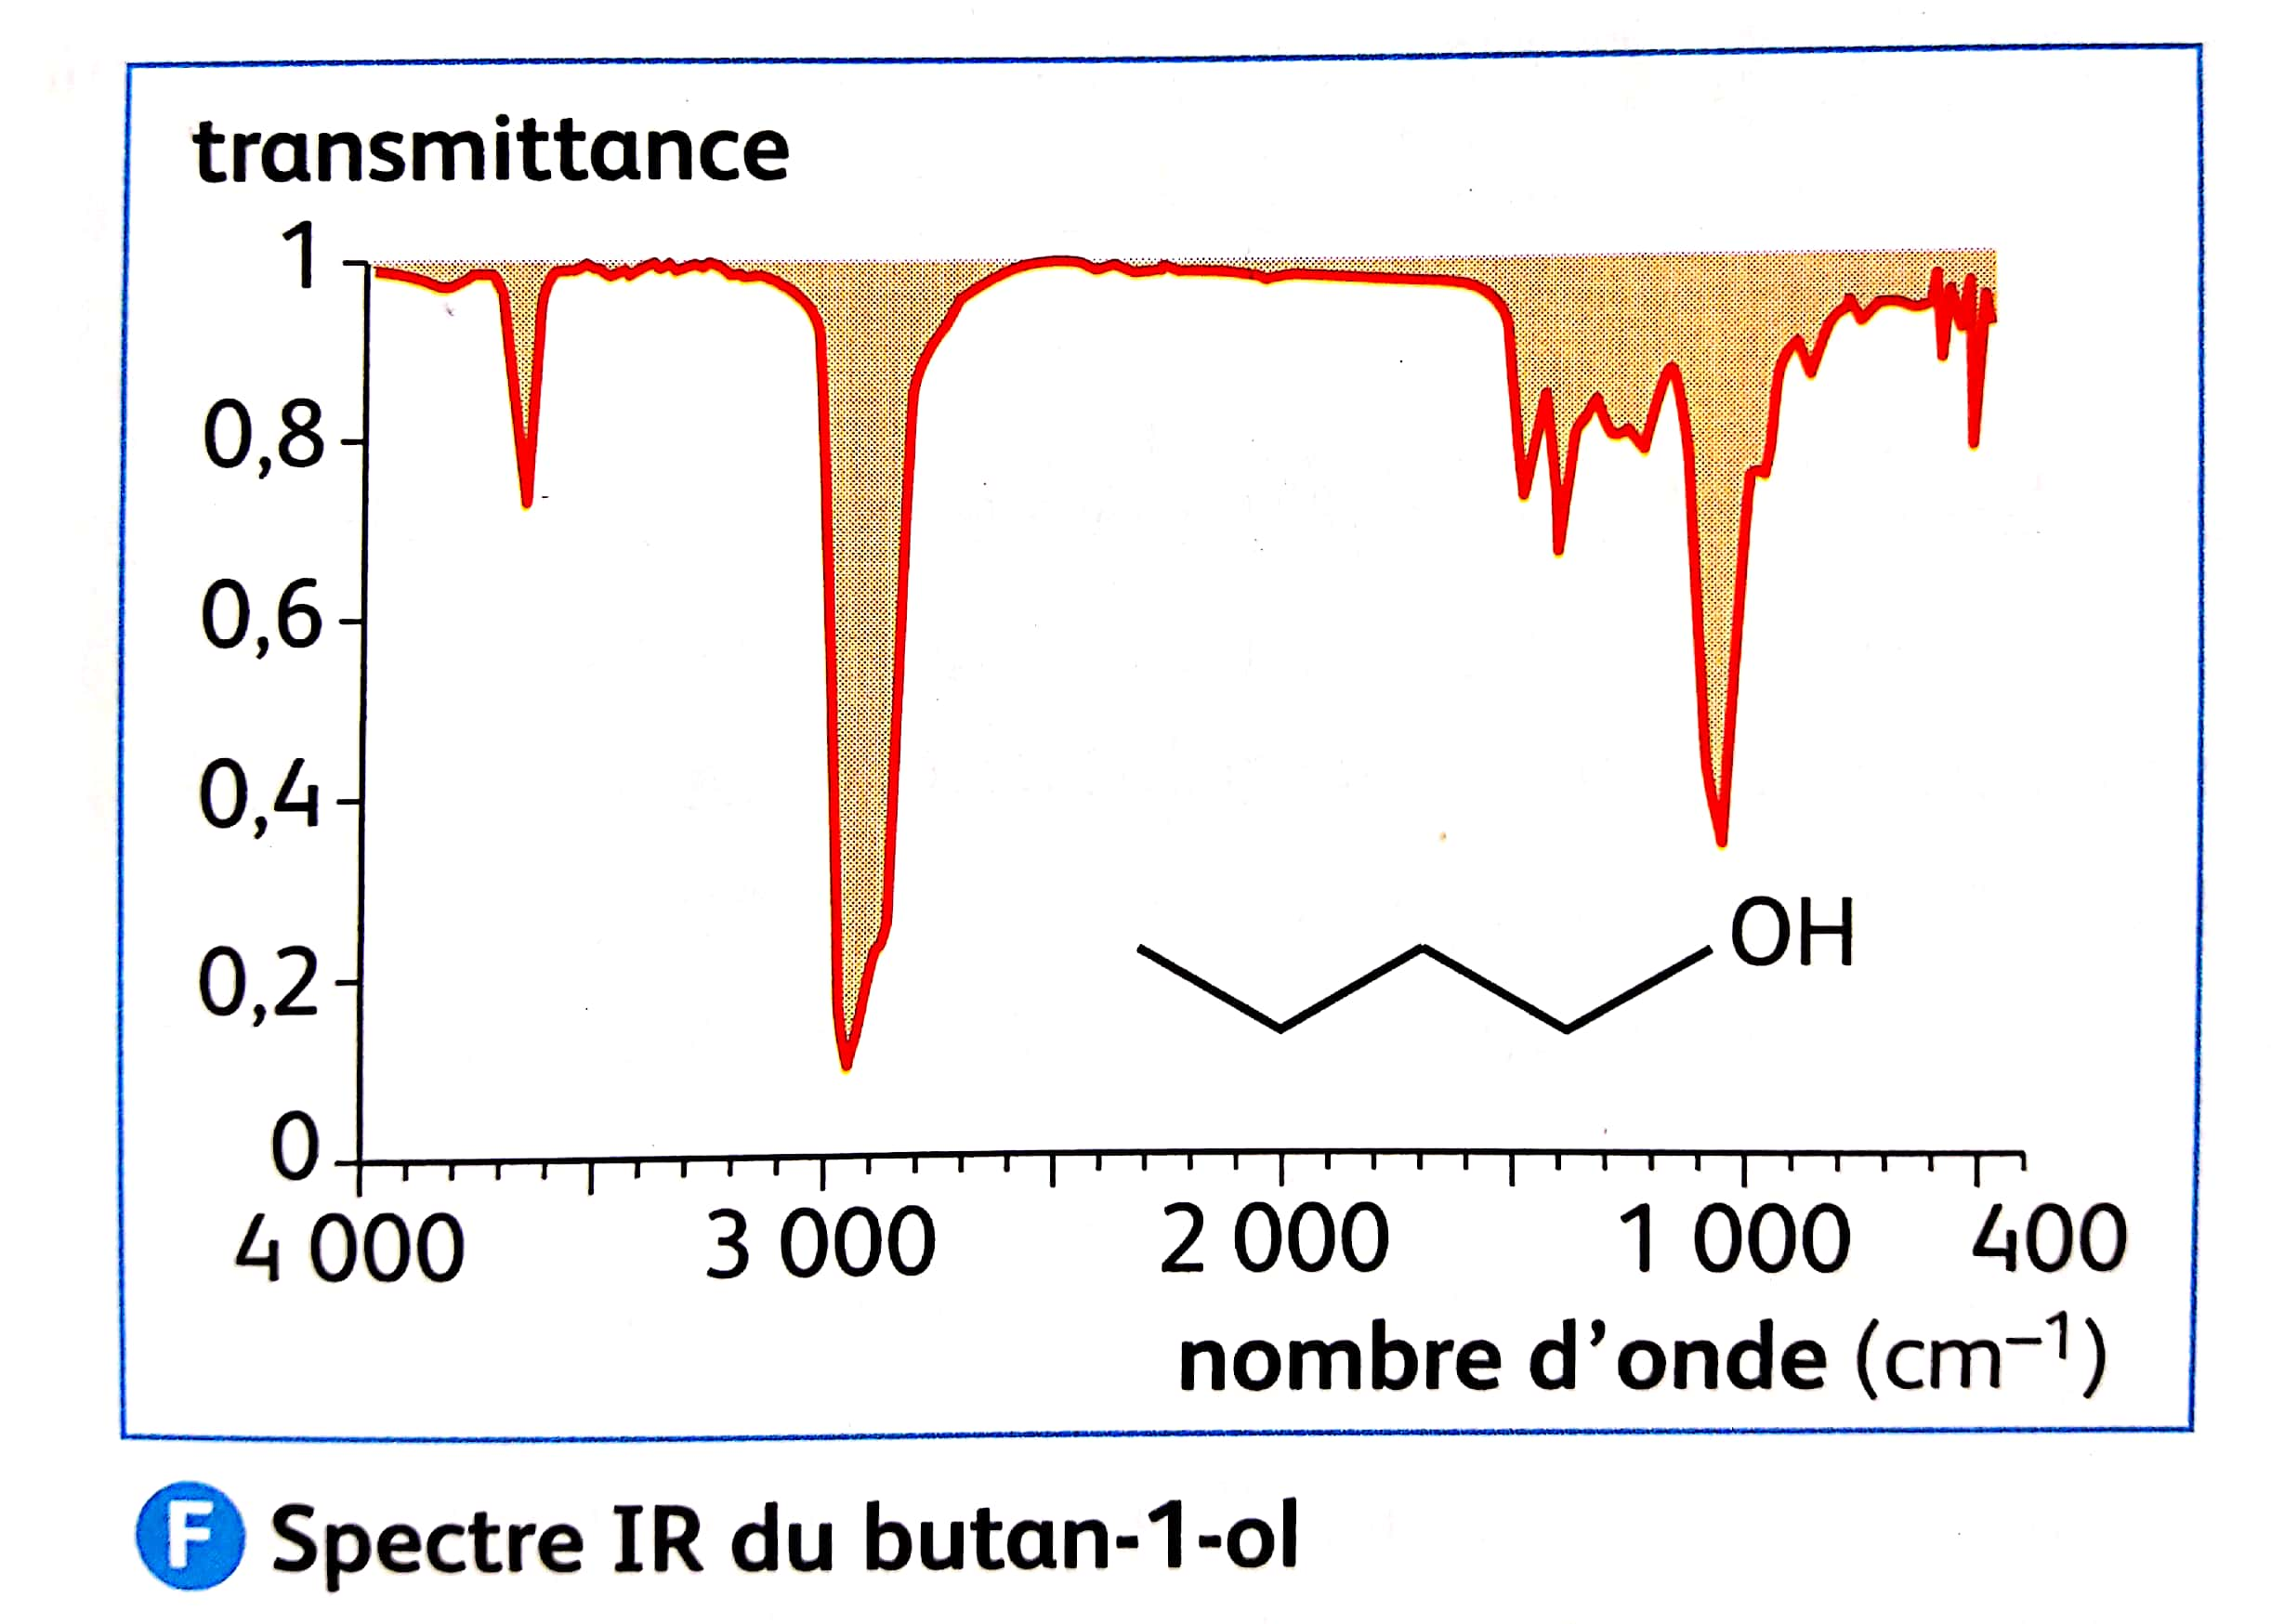 transmittance
1
0,8
0,6
0,4
0,2
0
OH
4 000 3 000 2 000 1 000 400
nombre d’onde (cm⁻¹)
F Spectre IR du butan-1-ol